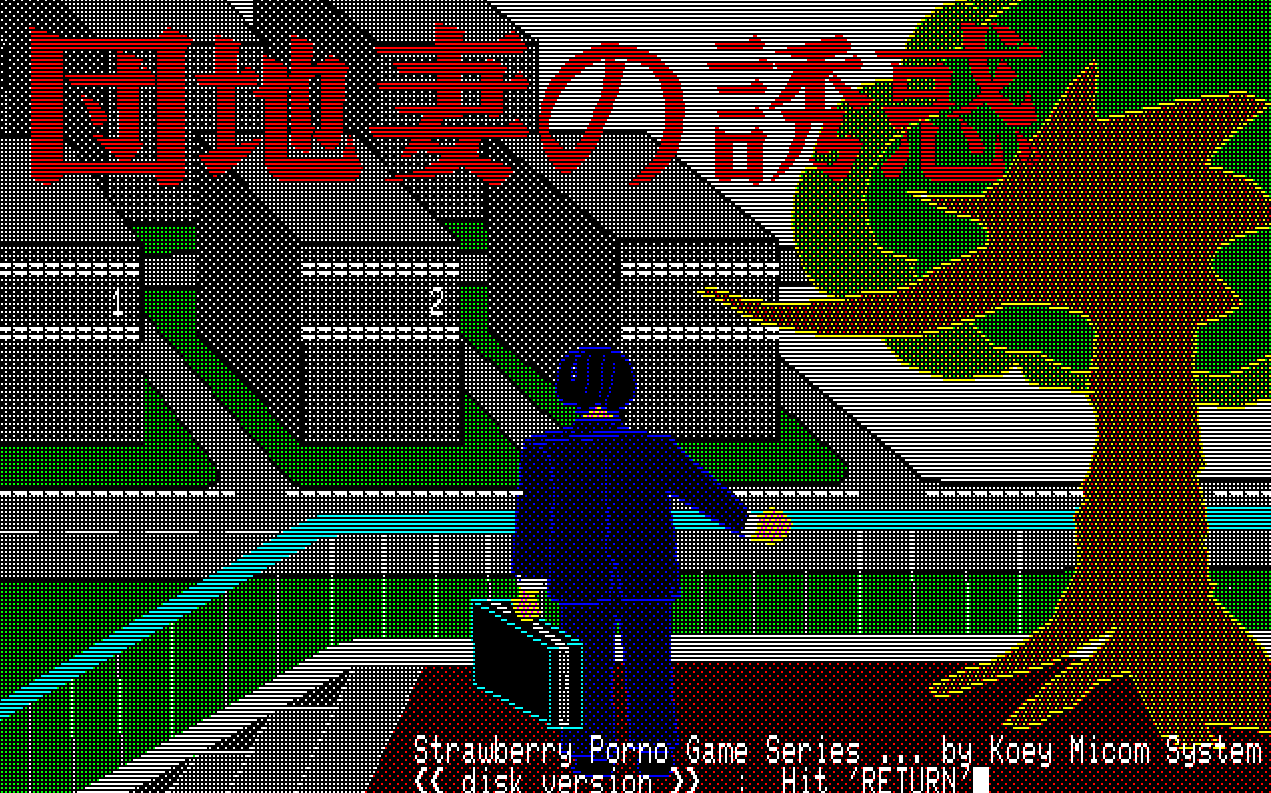 団地妻の誘惑
1
2
Strawberry Porno Game Series ... by Koey Micom System
<< disk version >>  :  Hit 'RETURN'